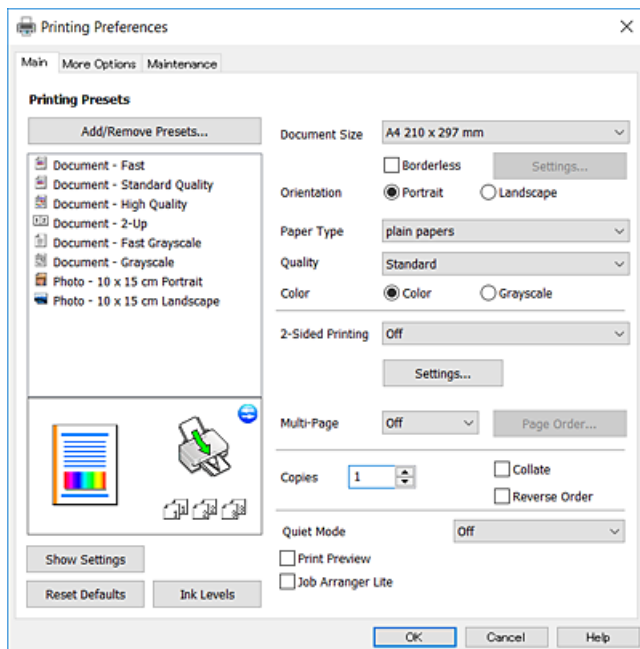 Printing Preferences
Main More Options Maintenance
Printing Presets
Add/Remove Presets...
Document - Fast
Document - Standard Quality
Document - High Quality
Document - 2-Up
Document - Fast Grayscale
Document - Grayscale
Photo - 10 x 15 cm Portrait
Photo - 10 x 15 cm Landscape
Show Settings
Reset Defaults Ink Levels
Document Size A4 210 x 297 mm
Borderless Settings...
Orientation Portrait Landscape
Paper Type plain papers
Quality Standard
Color Color Grayscale
2-Sided Printing Off
Settings...
Multi-Page Off Page Order...
Copies 1 Collate
Reverse Order
Quiet Mode Off
Print Preview
Job Arranger Lite
OK Cancel Help